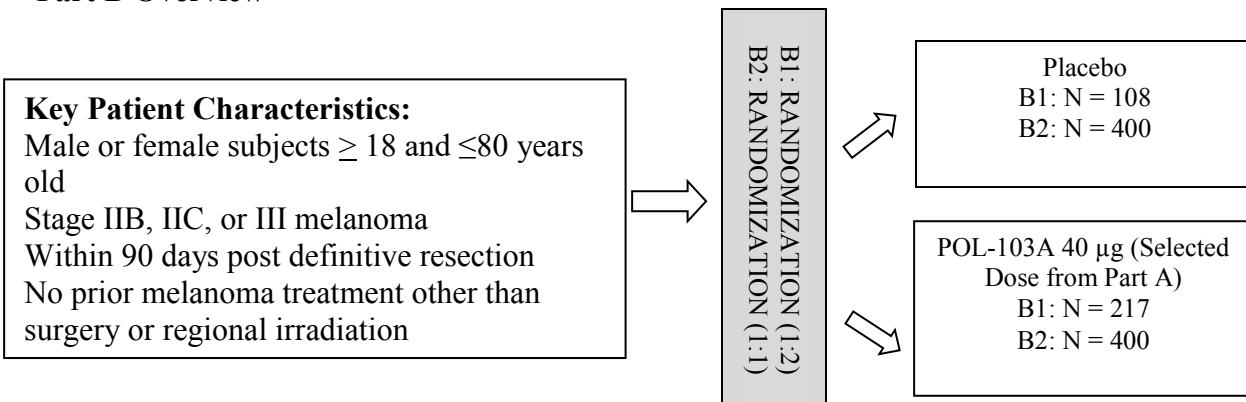 Part B Overview
Key Patient Characteristics:
Male or female subjects ≥ 18 and ≤80 years
old
Stage IIB, IIC, or III melanoma
Within 90 days post definitive resection
No prior melanoma treatment other than
surgery or regional irradiation
B1: RANDOMIZATION (1:2)
B2: RANDOMIZATION (1:1)
Placebo
B1: N = 108
B2: N = 400
POL-103A 40 µg (Selected
Dose from Part A)
B1: N = 217
B2: N = 400